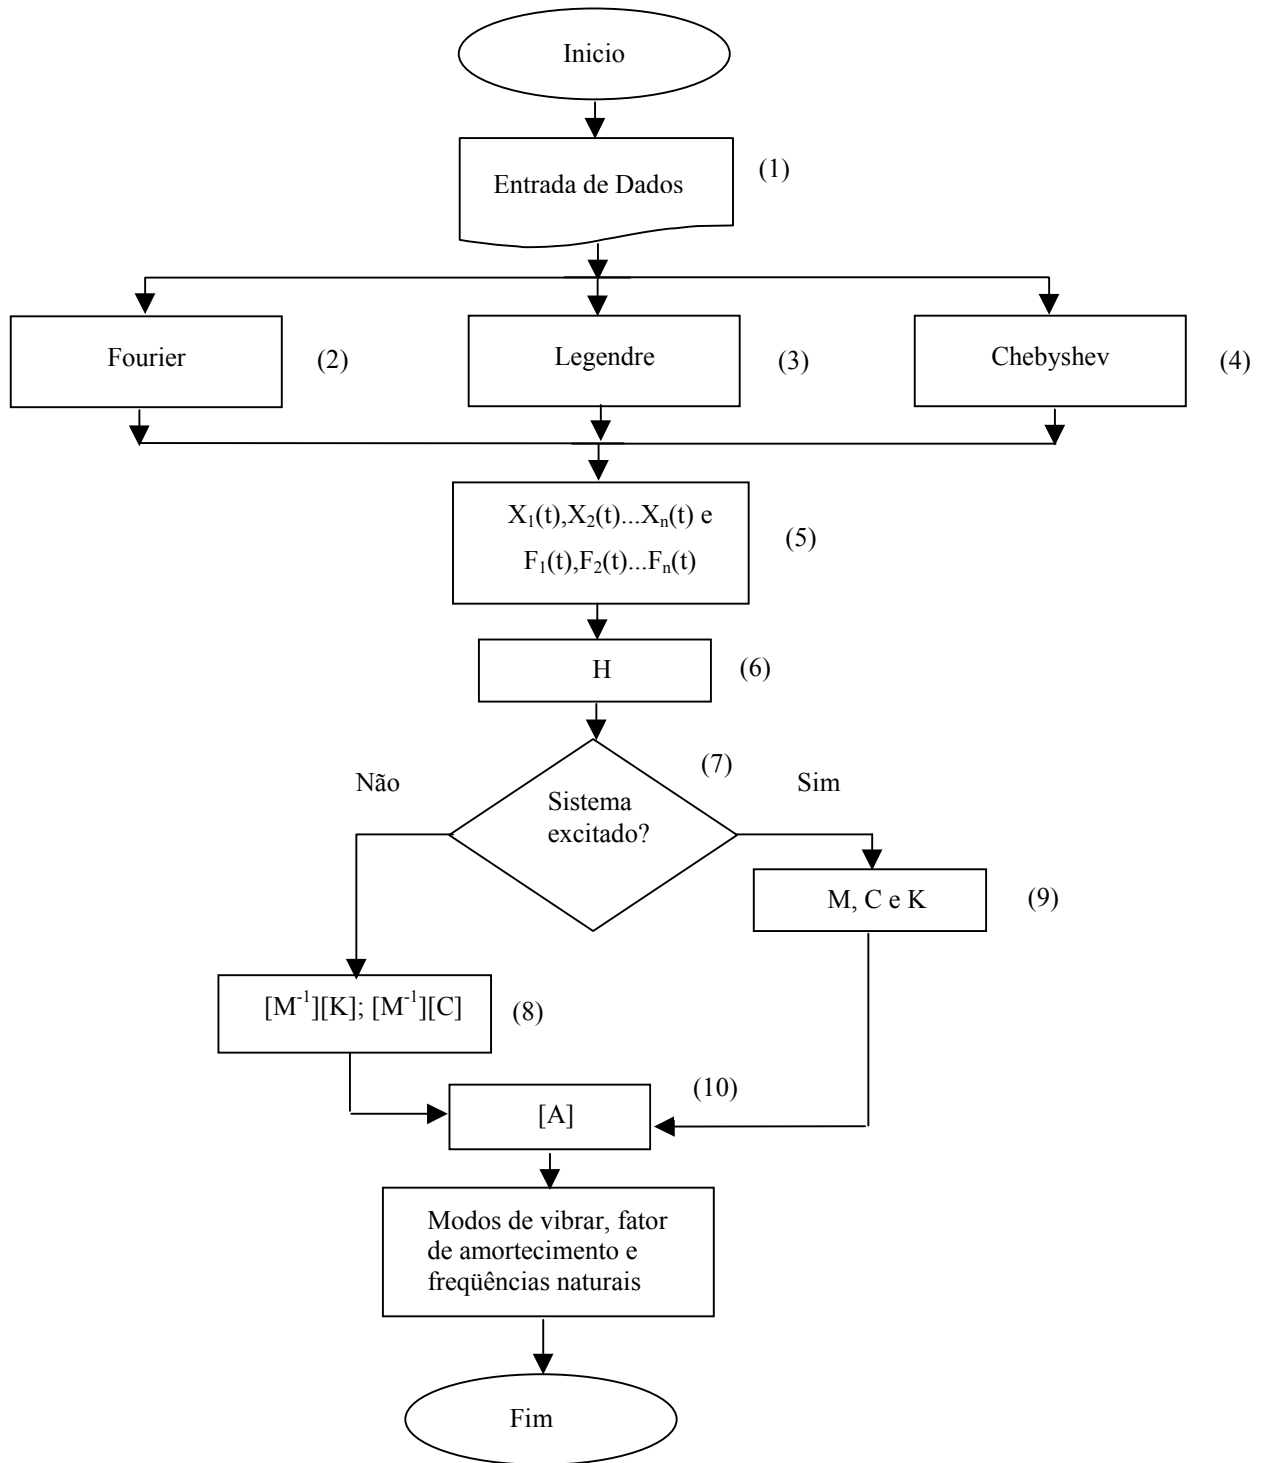 Inicio
Entrada de Dados
(1)
Fourier
(2)
Legendre
(3)
Chebyshev
(4)
X₁(t),X₂(t)...Xₙ(t) e
F₁(t),F₂(t)...Fₙ(t)
(5)
H
(6)
(7)
Não
Sim
Sistema
excitado?
M, C e K
(9)
[M⁻¹][K]; [M⁻¹][C]
(8)
(10)
[A]
Modos de vibrar, fator
de amortecimento e
freqüências naturais
Fim